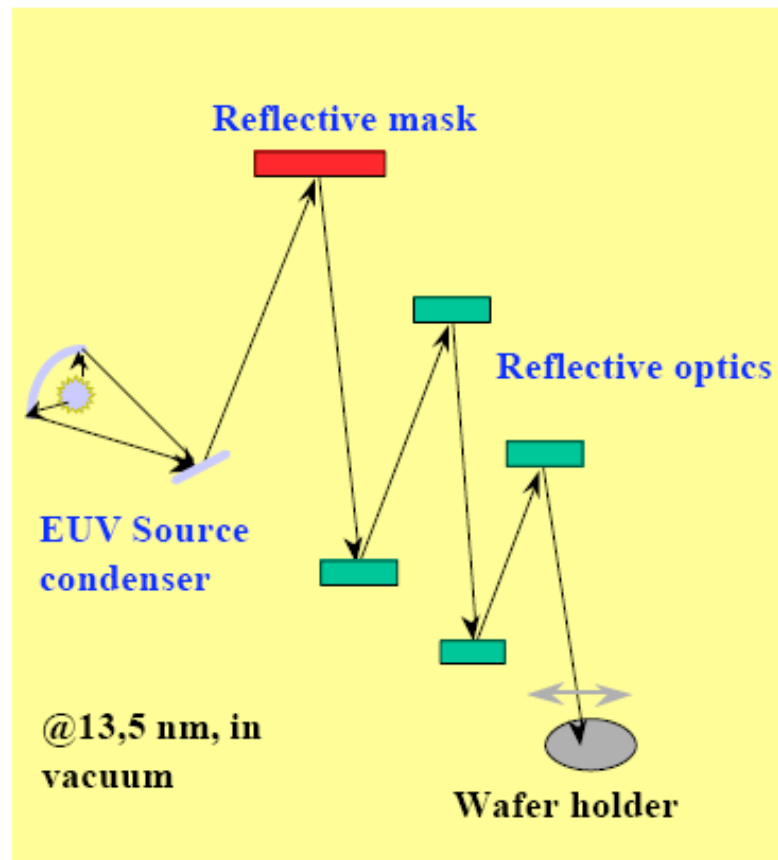 Reflective mask
Reflective optics
EUV Source
condenser
@13,5 nm, in
vacuum
Wafer holder